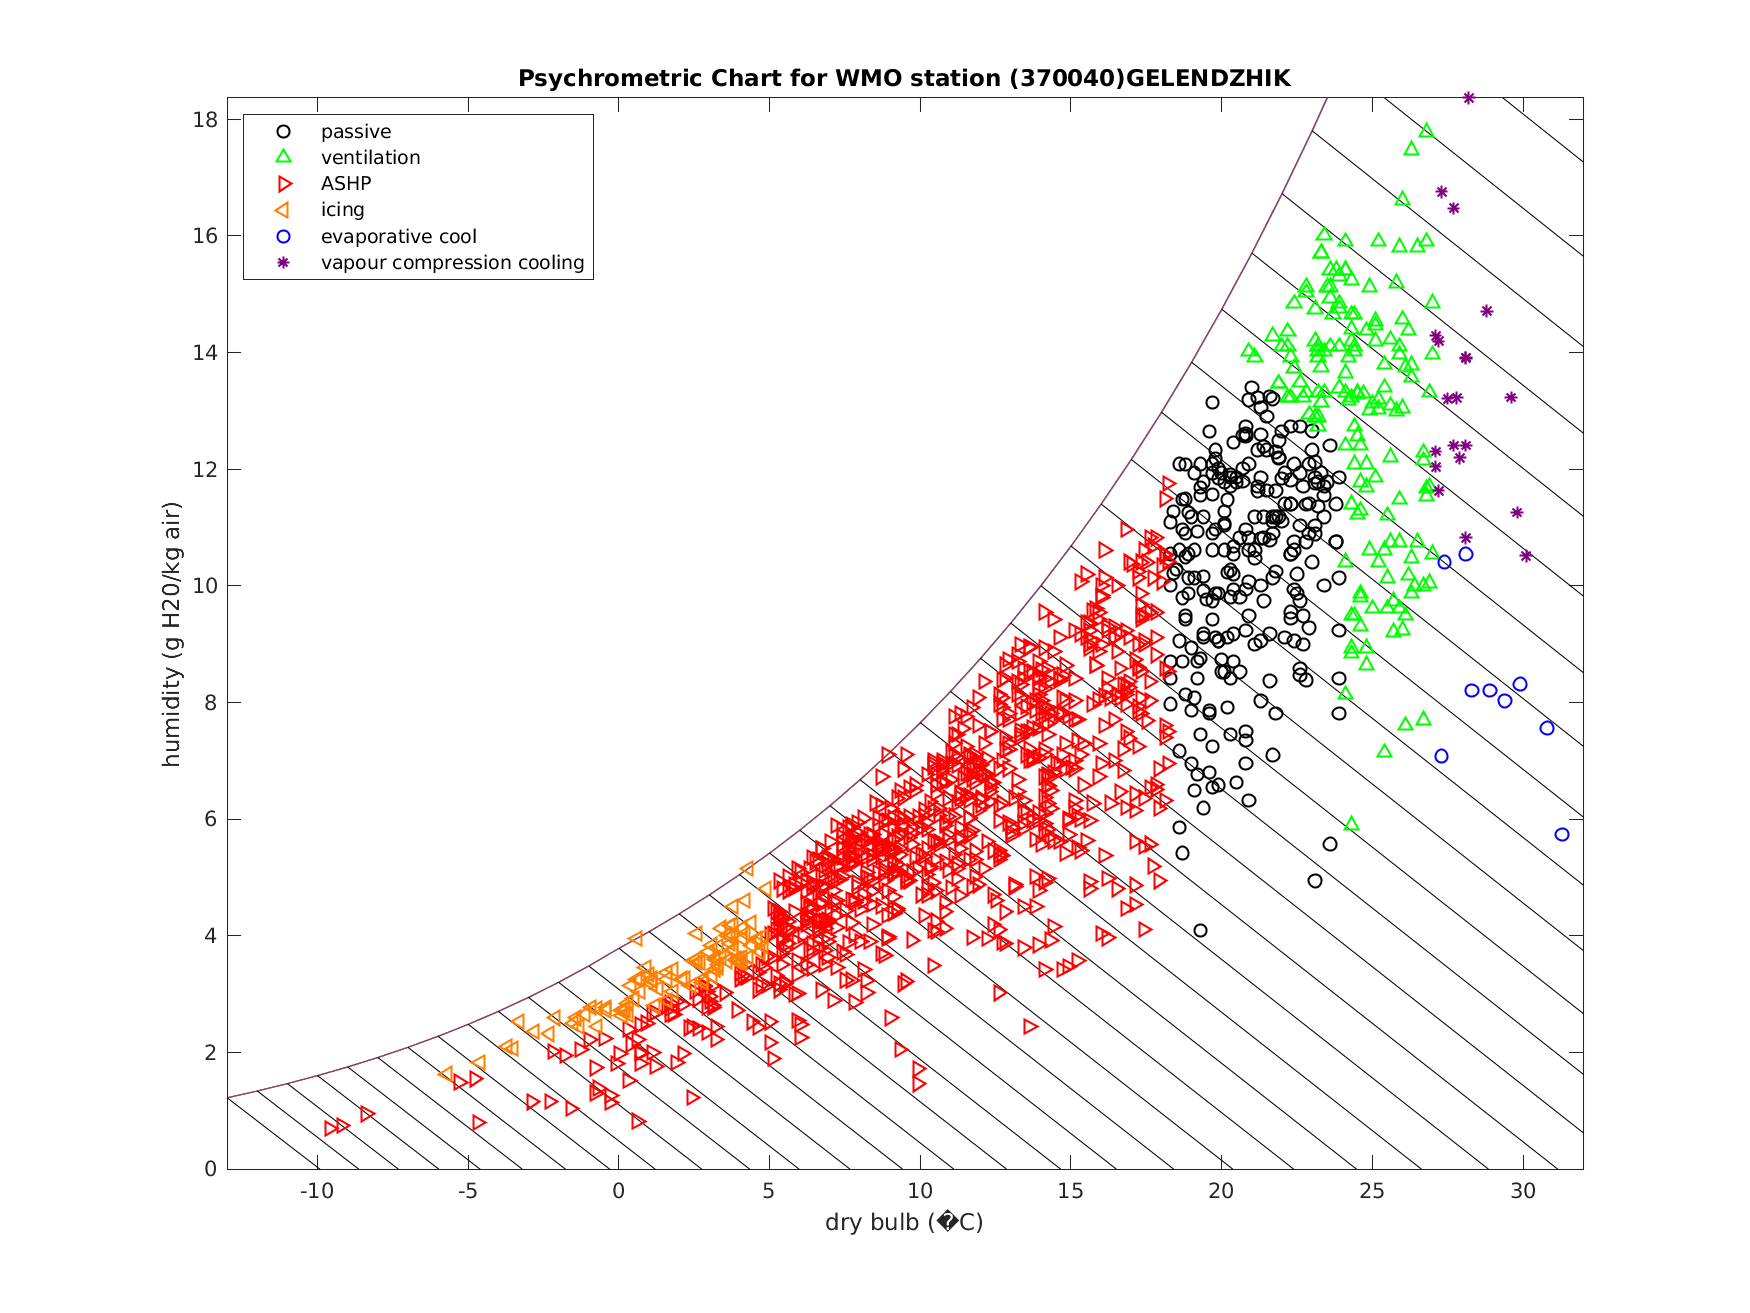 Psychrometric Chart for WMO station (370040)GELENDZHIK
passive
ventilation
ASHP
icing
evaporative cool
vapour compression cooling
humidity (g H20/kg air)
18
16
14
12
10
8
6
4
2
0
-10 -5 0 5 10 15 20 25 30
dry bulb (�C)